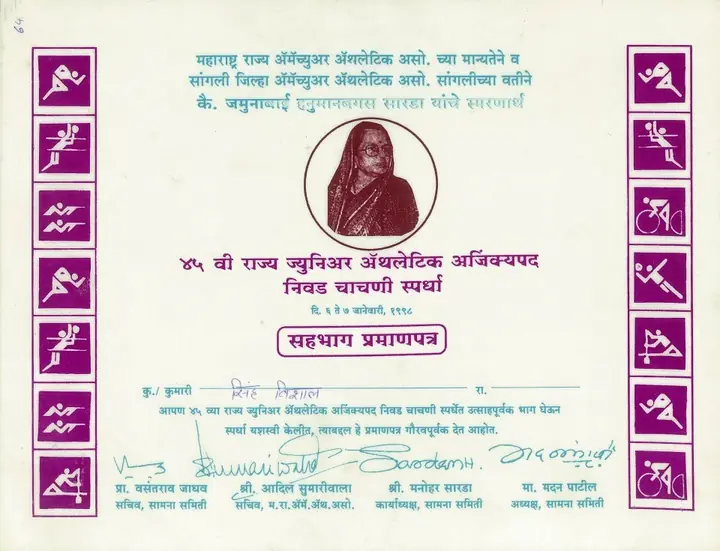 महाराष्ट्र राज्य ॲमॅच्युअर ॲथलेटिक असो. च्या मान्यतेने व
सांगली जिल्हा ॲमॅच्युअर ॲथलेटिक असो. सांगलीच्या वतीने
कै. जमुनाबाई हनुमानबगस सारडा यांचे स्मरणार्थ
४५ वी राज्य ज्युनिअर ॲथलेटिक अजिंक्यपद
निवड चाचणी स्पर्धा
दि. ६ ते ७ जानेवारी, १९९८
सहभाग प्रमाणपत्र
कु./ कुमारी सिंह विशाल रा.
आपण ४५ व्या राज्य ज्युनिअर ॲथलेटिक अजिंक्यपद निवड चाचणी स्पर्धेत उत्साहपूर्वक भाग घेऊन
स्पर्धा यशस्वी केलीत, त्याबद्दल हे प्रमाणपत्र गौरवपूर्वक देत आहोत.
प्रा. वसंतराव जाधव श्री. आदिल सुमारीवाला श्री. मनोहर सारडा मा. मदन पाटील
सचिव, सामना समिती सचिव, म.रा.ॲमॅ.ॲथ.असो. कार्याध्यक्ष, सामना समिती अध्यक्ष, सामना समिती